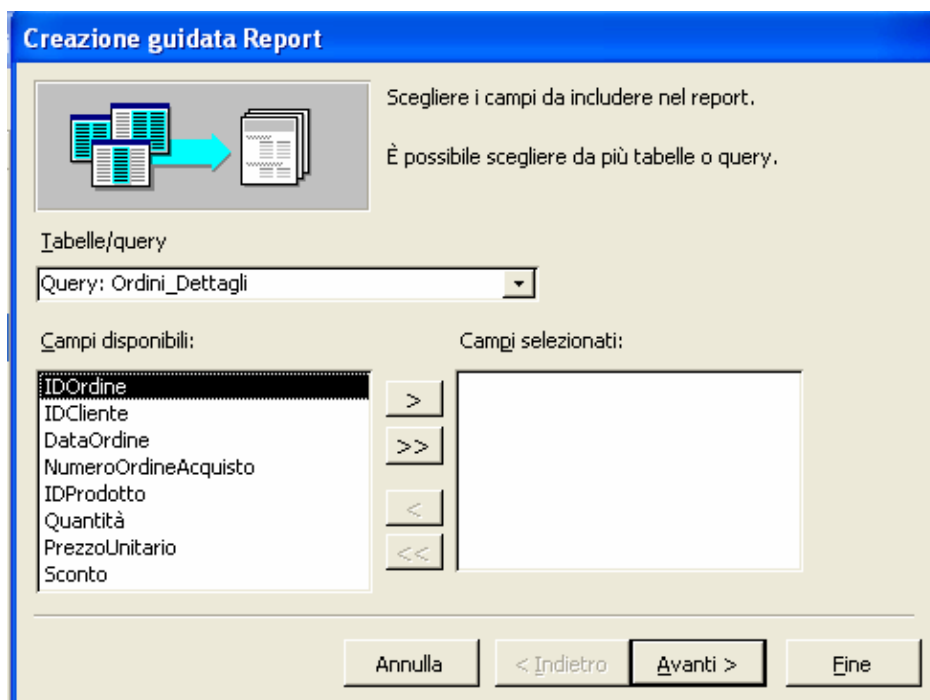 Creazione guidata Report
Scegliere i campi da includere nel report.
È possibile scegliere da più tabelle o query.
Tabelle/query
Query: Ordini_Dettagli
Campi disponibili:
Campi selezionati:
IDOrdine
IDCliente
DataOrdine
NumeroOrdineAcquisto
IDProdotto
Quantità
PrezzoUnitario
Sconto
>
>>
<
<<
Annulla
< Indietro
Avanti >
Fine